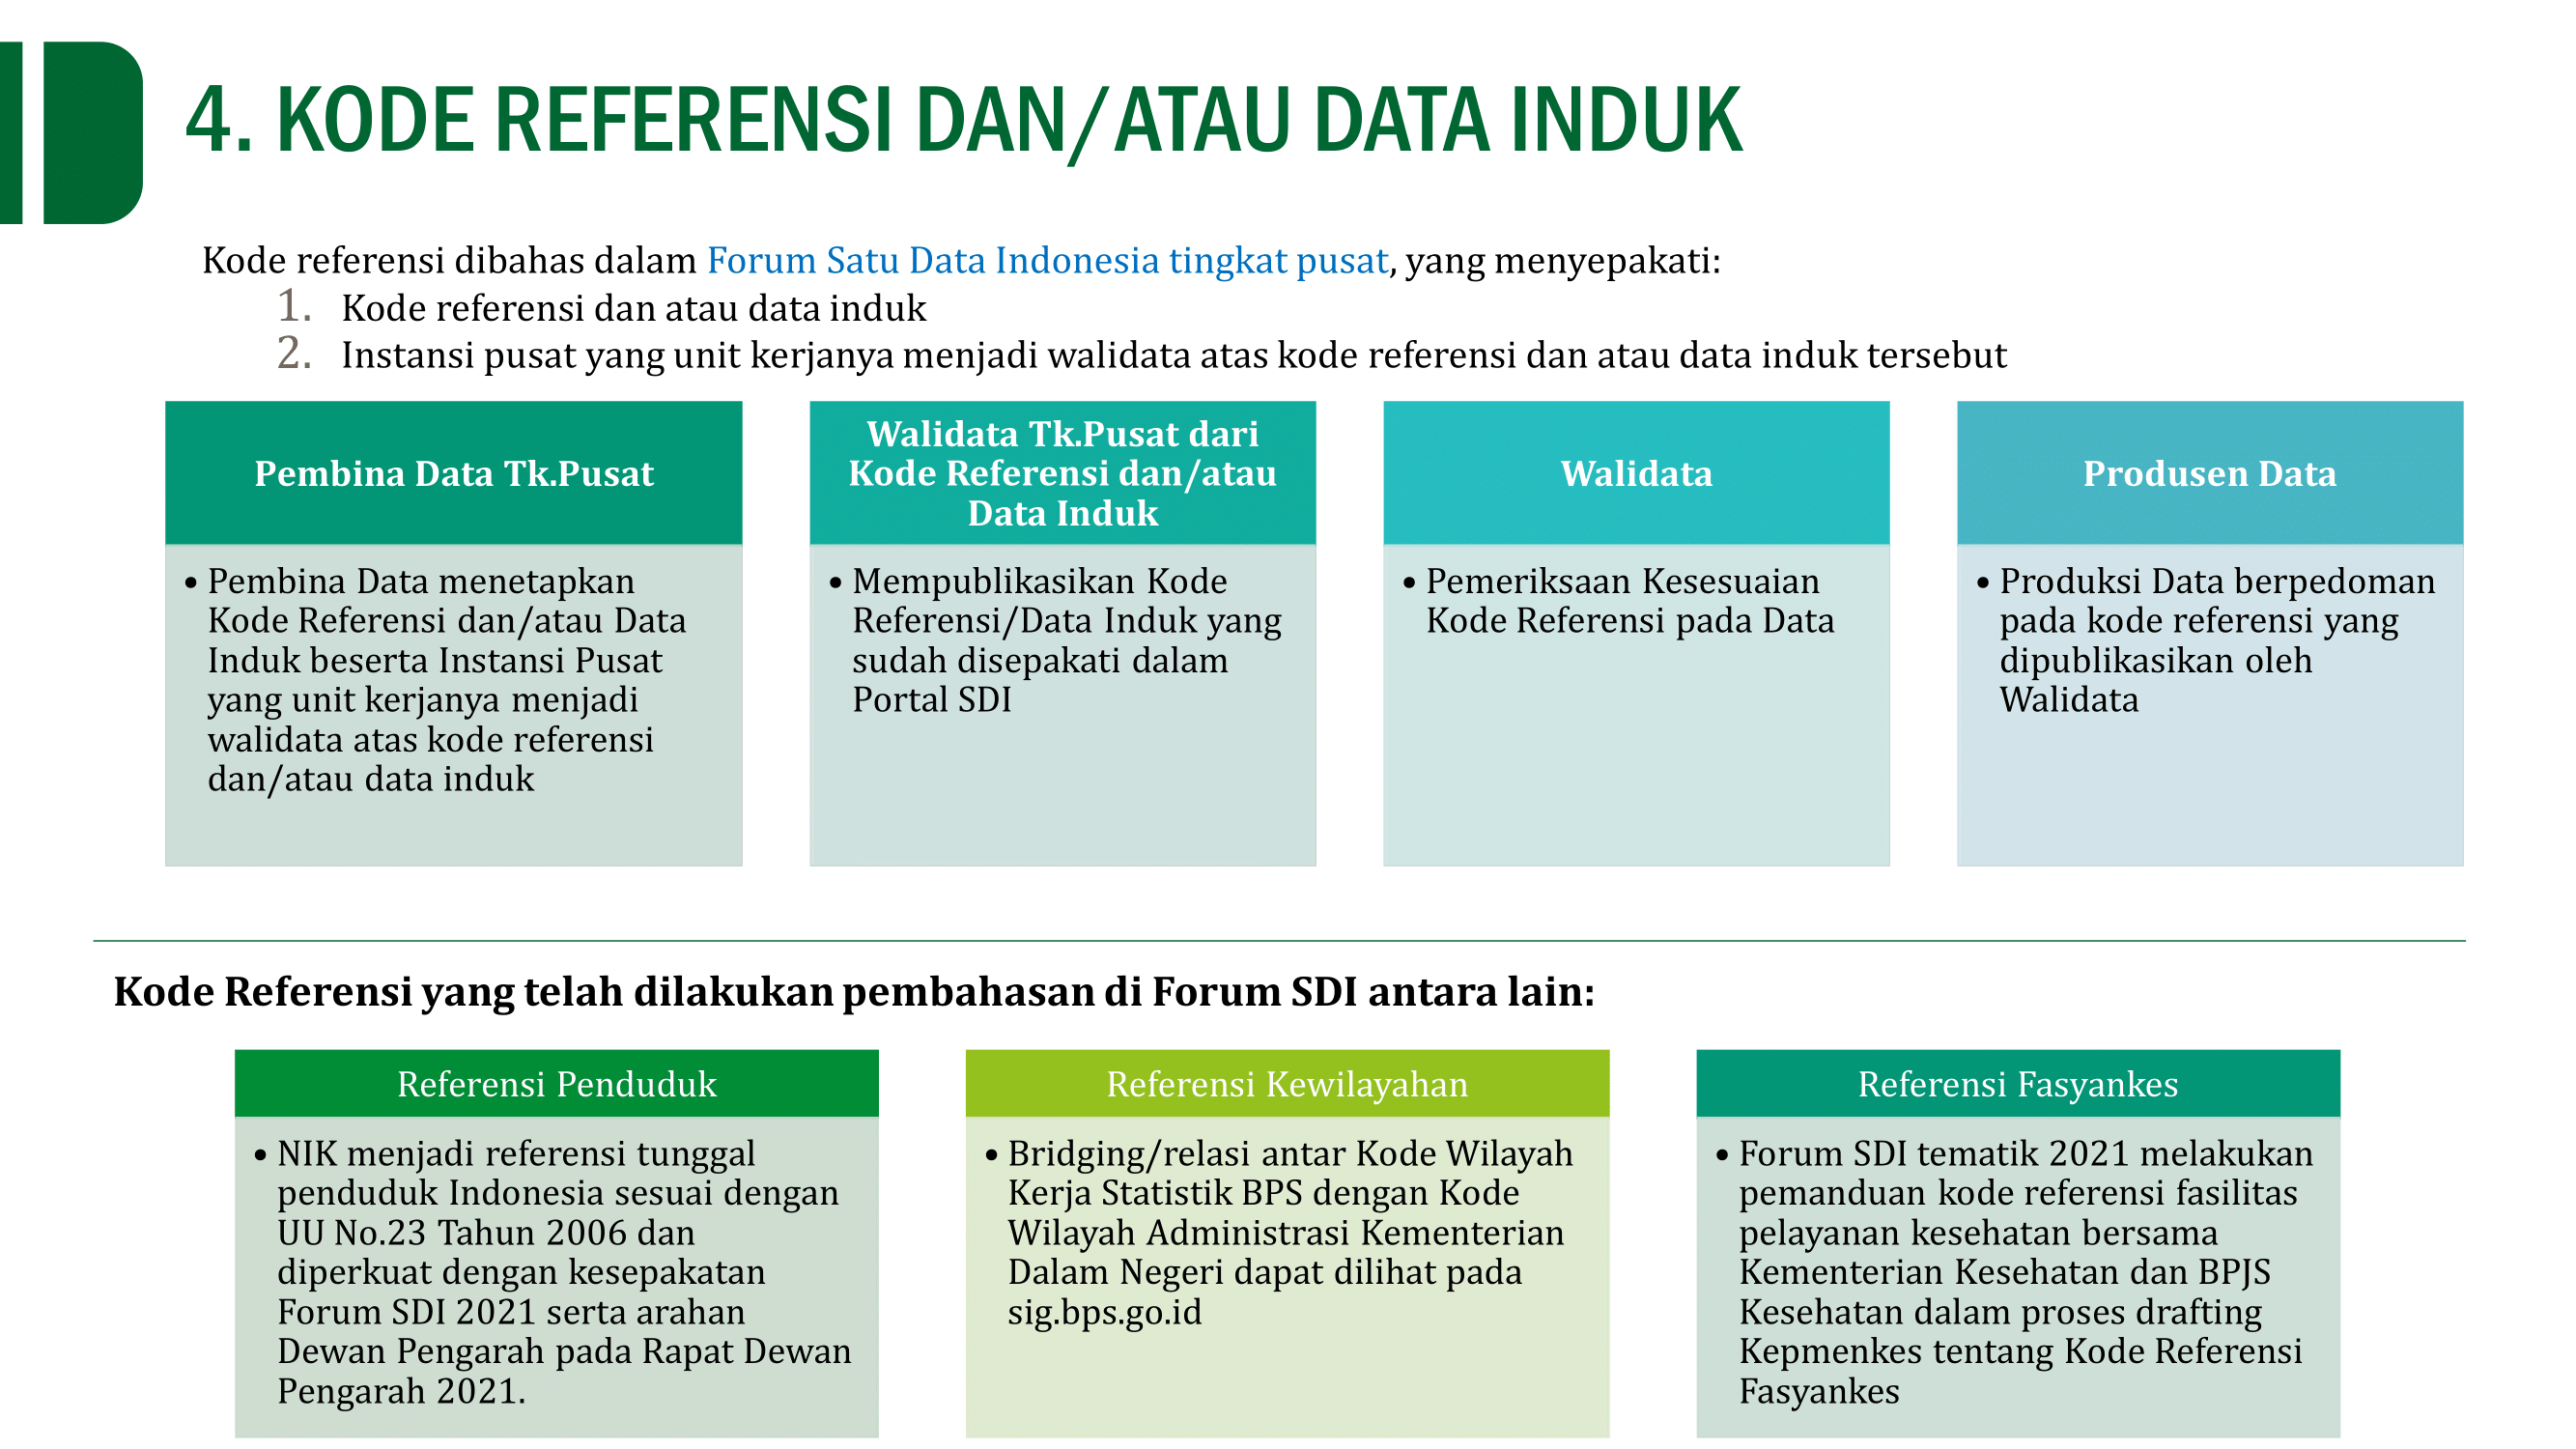 4. KODE REFERENSI DAN/ATAU DATA INDUK
Kode referensi dibahas dalam Forum Satu Data Indonesia tingkat pusat, yang menyepakati:
1. Kode referensi dan atau data induk
2. Instansi pusat yang unit kerjanya menjadi walidata atas kode referensi dan atau data induk tersebut
Pembina Data Tk.Pusat
• Pembina Data menetapkan
Kode Referensi dan/atau Data
Induk beserta Instansi Pusat
yang unit kerjanya menjadi
walidata atas kode referensi
dan/atau data induk
Walidata Tk.Pusat dari
Kode Referensi dan/atau
Data Induk
• Mempublikasikan Kode
Referensi/Data Induk yang
sudah disepakati dalam
Portal SDI
Walidata
• Pemeriksaan Kesesuaian
Kode Referensi pada Data
Produsen Data
• Produksi Data berpedoman
pada kode referensi yang
dipublikasikan oleh
Walidata
Kode Referensi yang telah dilakukan pembahasan di Forum SDI antara lain:
Referensi Penduduk
• NIK menjadi referensi tunggal
penduduk Indonesia sesuai dengan
UU No.23 Tahun 2006 dan
diperkuat dengan kesepakatan
Forum SDI 2021 serta arahan
Dewan Pengarah pada Rapat Dewan
Pengarah 2021.
Referensi Kewilayahan
• Bridging/relasi antar Kode Wilayah
Kerja Statistik BPS dengan Kode
Wilayah Administrasi Kementerian
Dalam Negeri dapat dilihat pada
sig.bps.go.id
Referensi Fasyankes
• Forum SDI tematik 2021 melakukan
pemanduan kode referensi fasilitas
pelayanan kesehatan bersama
Kementerian Kesehatan dan BPJS
Kesehatan dalam proses drafting
Kepmenkes tentang Kode Referensi
Fasyankes